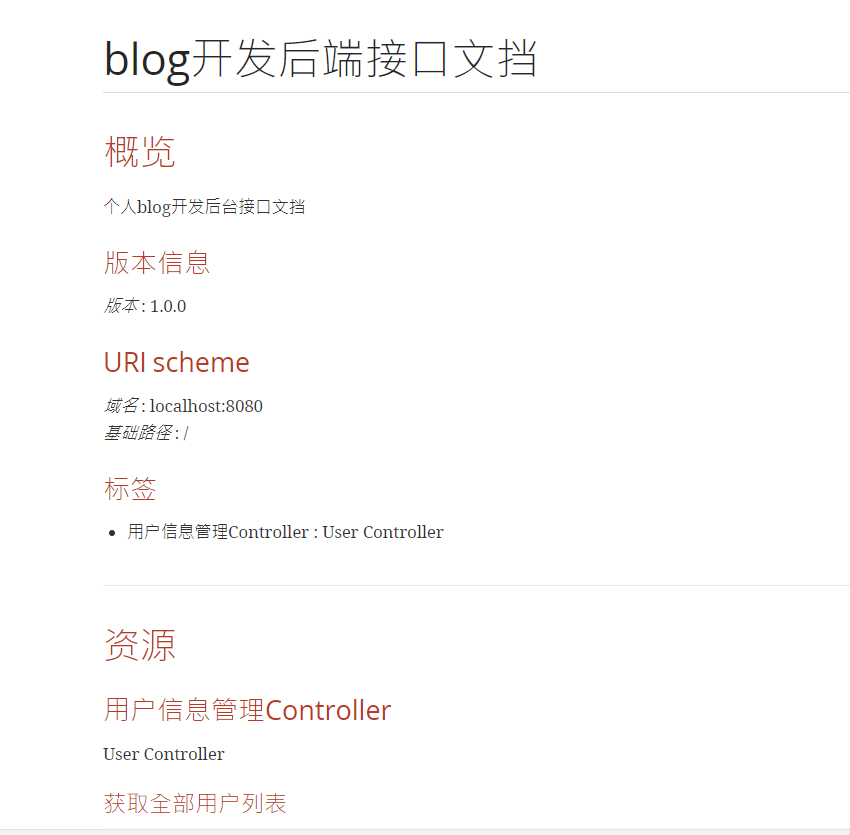 blog开发后端接口文挡
概览
个人blog开发后台接口文挡
版本信息
版本 : 1.0.0
URI scheme
域名 : localhost:8080
基础路径 : /
标签
• 用户信息管理Controller : User Controller
资源
用户信息管理Controller
User Controller
获取全部用户列表